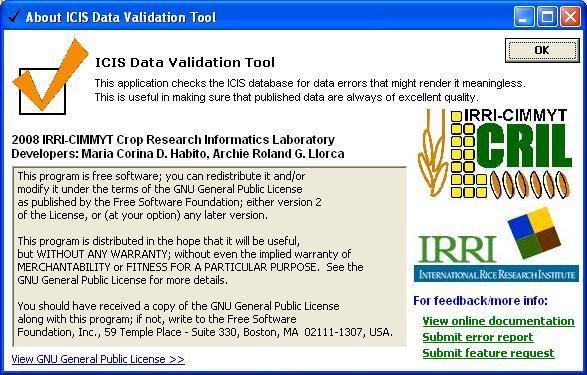 About ICIS Data Validation Tool
OK
ICIS Data Validation Tool
This application checks the ICIS database for data errors that might render it meaningless.
This is useful in making sure that published data are always of excellent quality.
IRRI-CIMMYT
CRIL
2008 IRRI-CIMMYT Crop Research Informatics Laboratory
Developers: Maria Corina D. Habito, Archie Roland G. Llorca
This program is free software; you can redistribute it and/or
modify it under the terms of the GNU General Public License
as published by the Free Software Foundation; either version 2
of the License, or (at your option) any later version.
This program is distributed in the hope that it will be useful,
but WITHOUT ANY WARRANTY; without even the implied warranty of
MERCHANTABILITY or FITNESS FOR A PARTICULAR PURPOSE.  See the
GNU General Public License for more details.
You should have received a copy of the GNU General Public License
along with this program; if not, write to the Free Software
Foundation, Inc., 59 Temple Place - Suite 330, Boston, MA  02111-1307, USA.
View GNU General Public License >>
IRRI
INTERNATIONAL RICE RESEARCH INSTITUTE
For feedback/more info:
View online documentation
Submit error report
Submit feature request